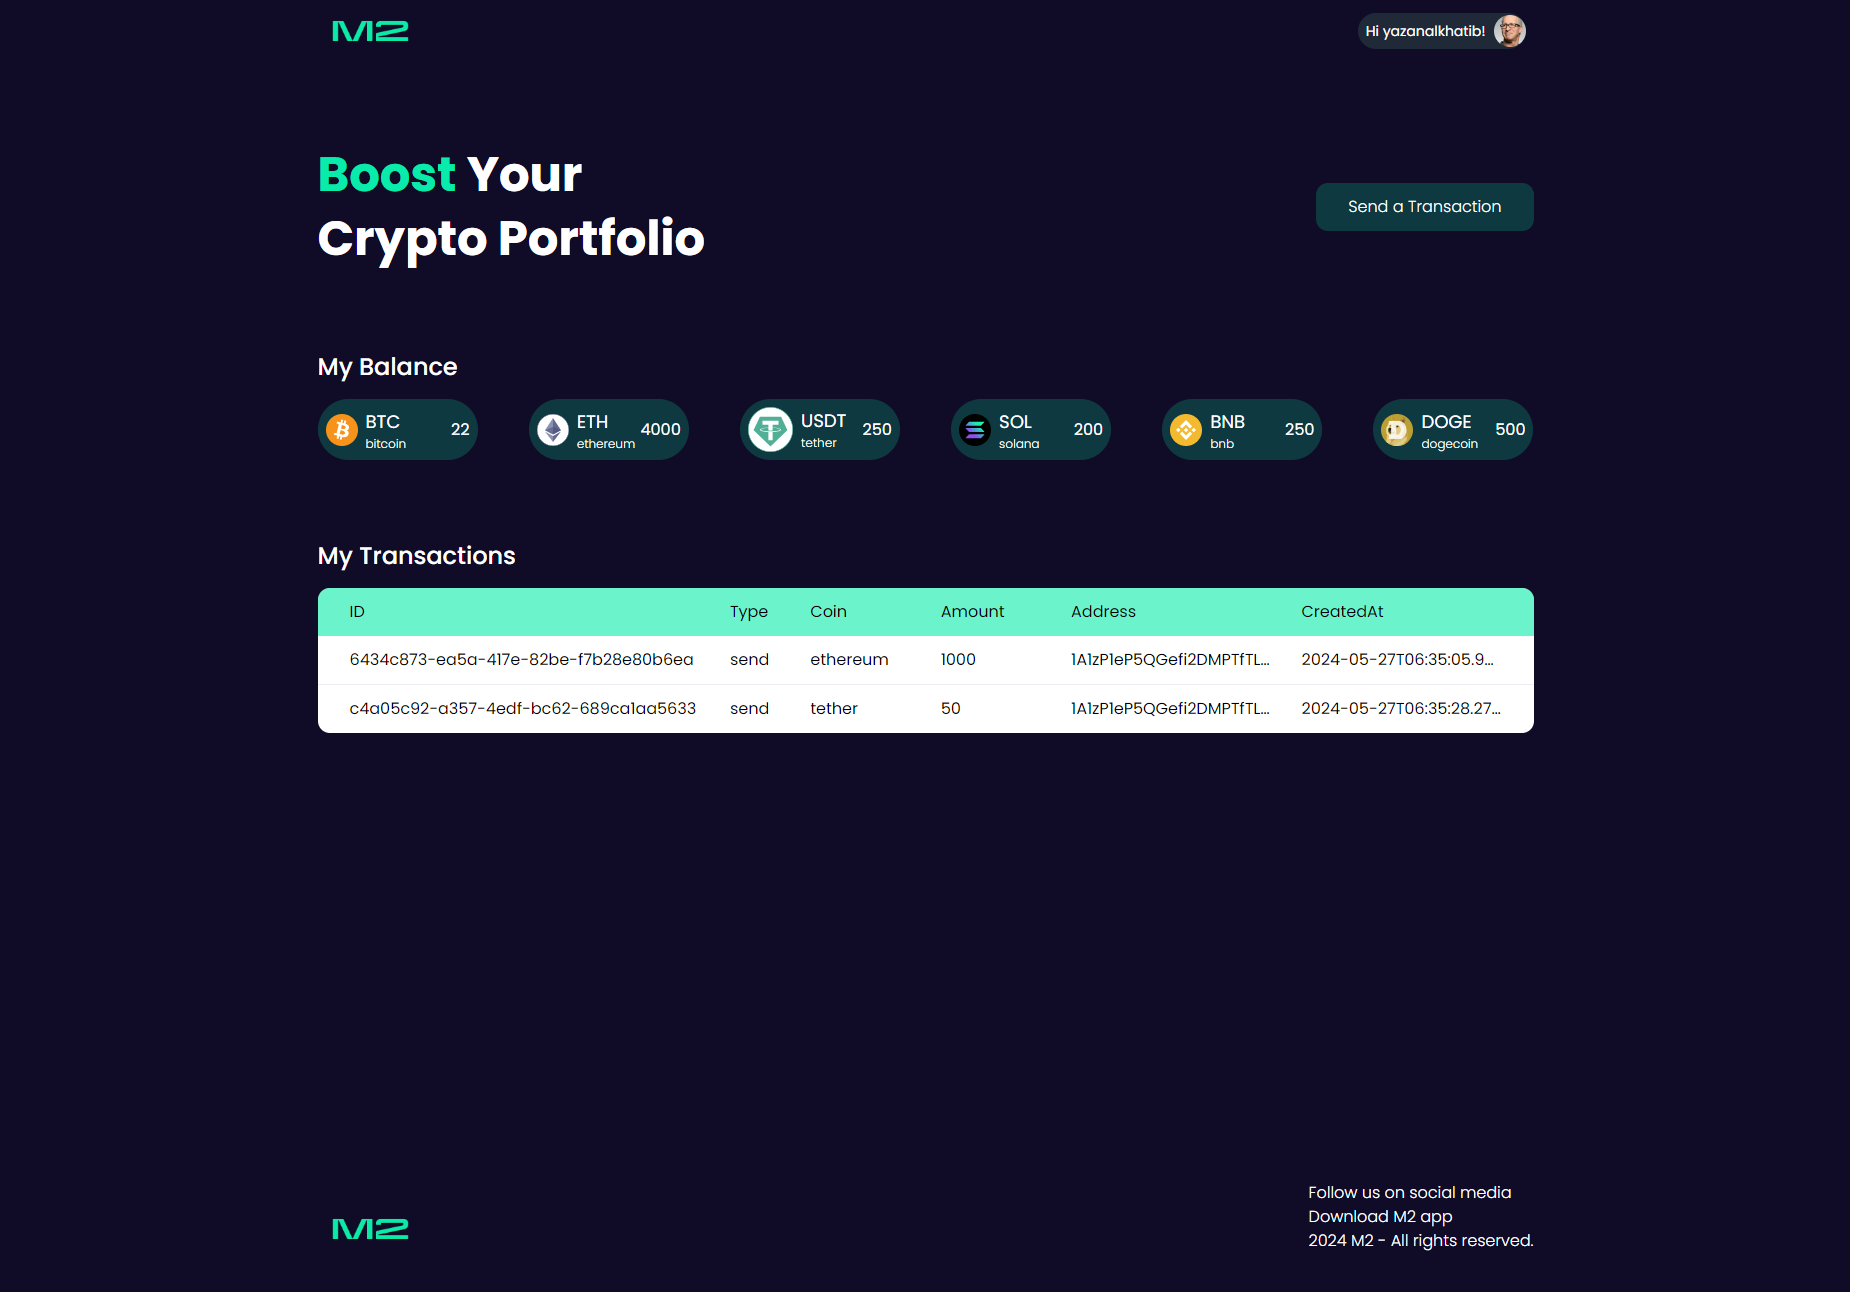 M2
Hi yazanalkhatib!
Boost Your
Crypto Portfolio
Send a Transaction
My Balance
BTC
bitcoin
22
ETH
ethereum
4000
USDT
tether
250
SOL
solana
200
BNB
bnb
250
DOGE
dogecoin
500
My Transactions
ID Type Coin Amount Address CreatedAt
6434c873-ea5a-417e-82be-f7b28e80b6ea send ethereum 1000 1A1zP1eP5QGefi2DMPTfTL... 2024-05-27T06:35:05.9...
c4a05c92-a357-4edf-bc62-689ca1aa5633 send tether 50 1A1zP1eP5QGefi2DMPTfTL... 2024-05-27T06:35:28.27...
M2
Follow us on social media
Download M2 app
2024 M2 - All rights reserved.